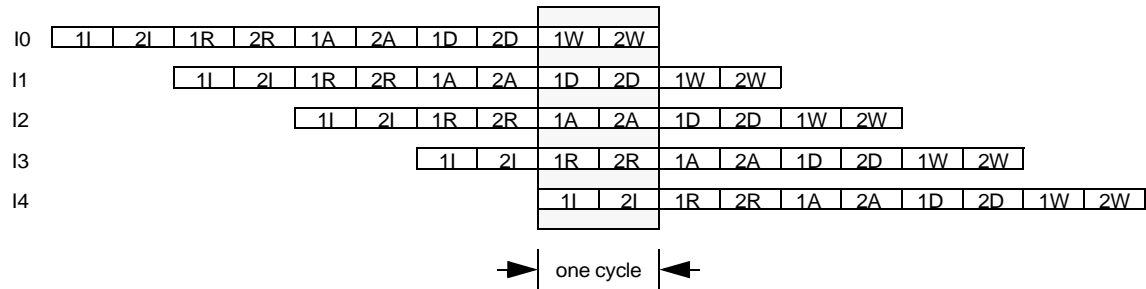 I0 1I 2I 1R 2R 1A 2A 1D 2D 1W 2W
I1 1I 2I 1R 2R 1A 2A 1D 2D 1W 2W
I2 1I 2I 1R 2R 1A 2A 1D 2D 1W 2W
I3 1I 2I 1R 2R 1A 2A 1D 2D 1W 2W
I4 1I 2I 1R 2R 1A 2A 1D 2D 1W 2W
one cycle